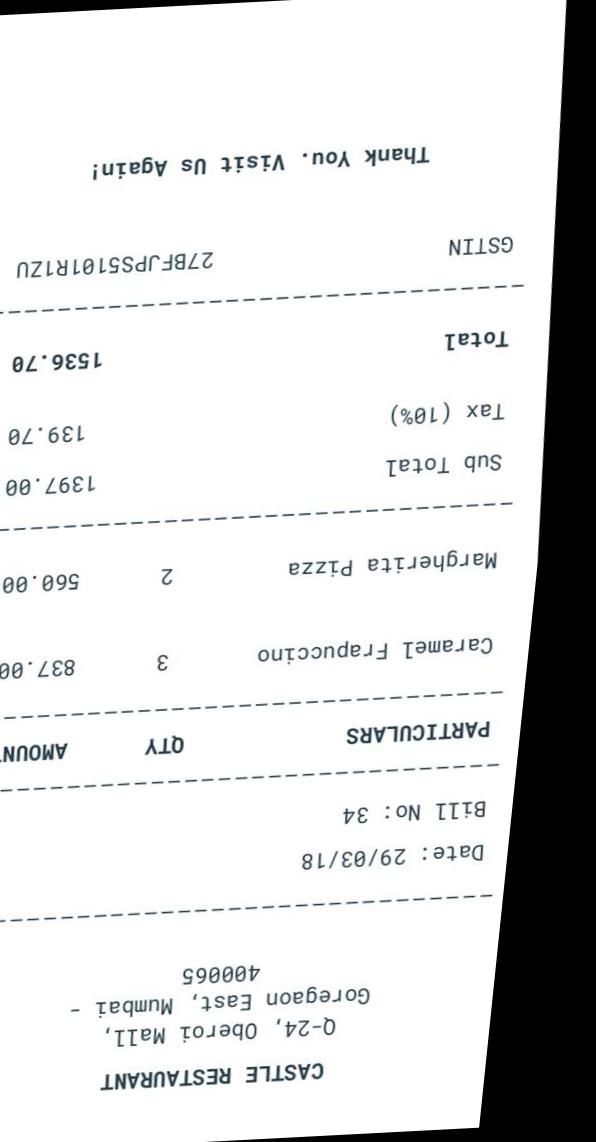 CASTLE RESTAURANT
Q-24, Oberoi Mall,
Goregaon East, Mumbai -
400065
Date: 29/03/18
Bill No: 34
PARTICULARS QTY AMOUN
Caramel Frapuccino 3 837.00
Margherita Pizza 2 560.00
Sub Total 1397.00
Tax (10%) 139.70
Total 1536.70
GSTIN 27BFJPS5101R1ZU
Thank You. Visit Us Again!